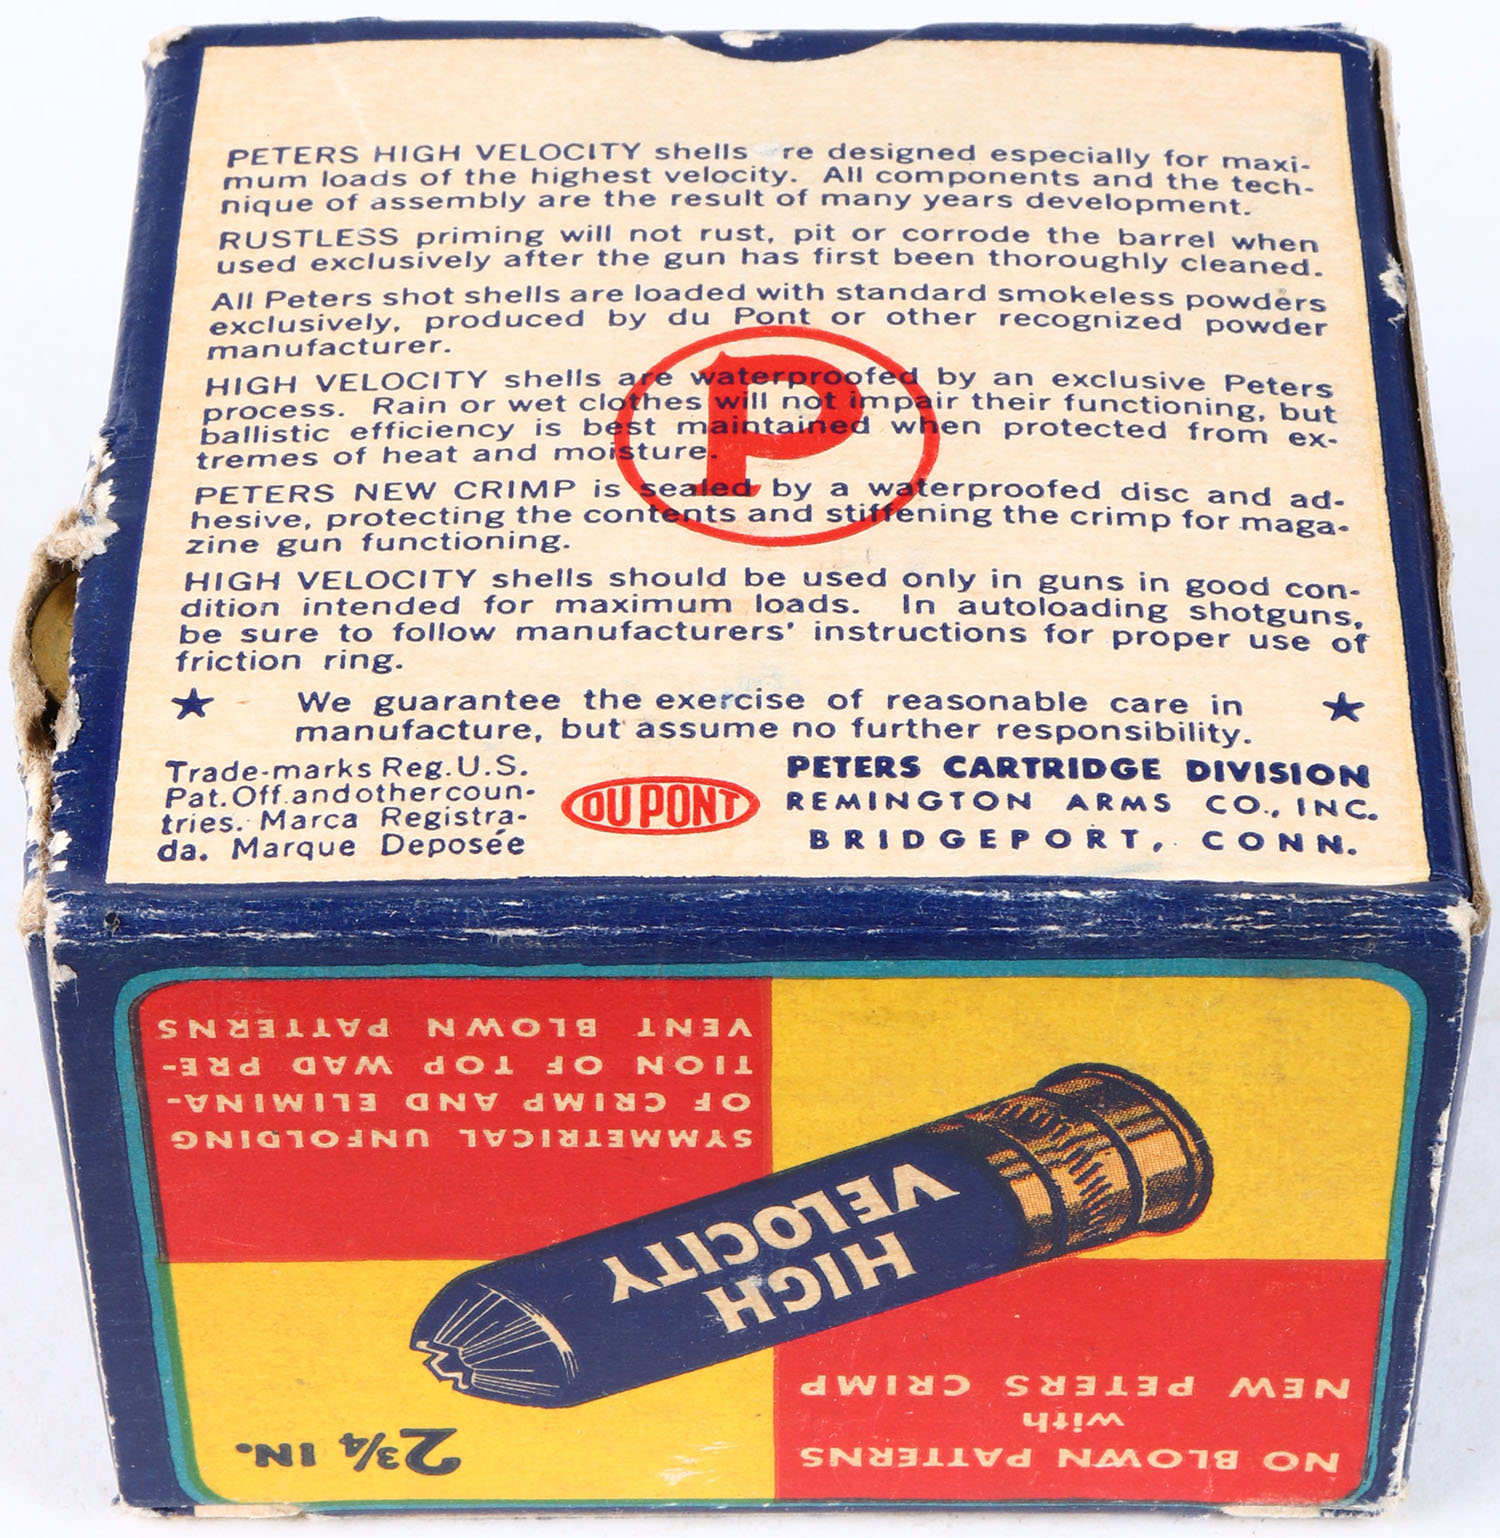 PETERS HIGH VELOCITY shells re designed especially for maxi-
mum loads of the highest velocity. All components and the tech-
nique of assembly are the result of many years development.
RUSTLESS priming will not rust, pit or corrode the barrel when
used exclusively after the gun has first been thoroughly cleaned.
All Peters shot shells are loaded with standard smokeless powders
exclusively, produced by du Pont or other recognized powder
manufacturer.
HIGH VELOCITY shells are waterproofed by an exclusive Peters
process. Rain or wet clothes will not impair their functioning, but
ballistic efficiency is best maintained when protected from ex-
tremes of heat and moisture.
P
PETERS NEW CRIMP is sealed by a waterproofed disc and ad-
hesive, protecting the contents and stiffening the crimp for maga-
zine gun functioning.
HIGH VELOCITY shells should be used only in guns in good con-
dition intended for maximum loads. In autoloading shotguns,
be sure to follow manufacturers' instructions for proper use of
friction ring.
★ We guarantee the exercise of reasonable care in ★
manufacture, but assume no further responsibility.
Trade-marks Reg. U.S.
Pat. Off. and other coun-
tries. Marca Registra-
da. Marque Deposée
DU PONT
PETERS CARTRIDGE DIVISION
REMINGTON ARMS CO., INC.
BRIDGEPORT, CONN.
NO BLOWN PATTERNS
with
NEW PETERS CRIMP
2¾ IN.
HIGH
VELOCITY
SYMMETRICAL UNFOLDING
OF CRIMP AND ELIMINA-
TION OF TOP WAD PRE-
VENT BLOWN PATTERNS